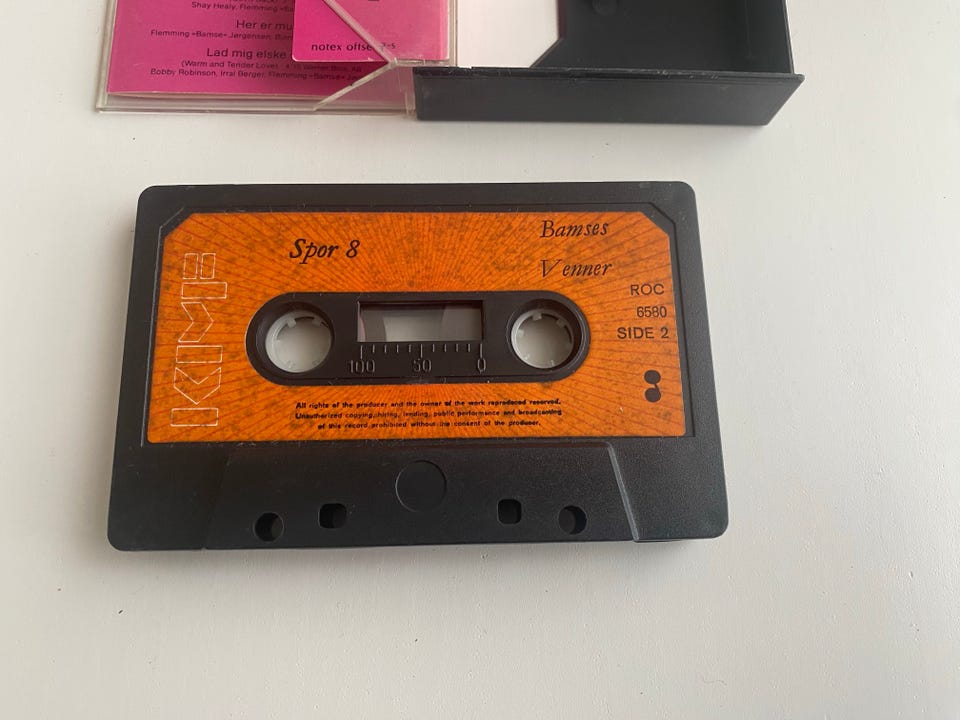 Shay Healy, Flemming
Her er
Flemming »Bamse« Jørgensen,
notex offset
Lad mig elske
(Warm and Tender Love)
Bobby Robinson, Irral Berger, Flemming »Bamse«
Spor 8
Bamses
Venner
KIMF
ROC
6580
SIDE 2
100 50 0
All rights of the producer and the owner of the work reproduced reserved.
Unauthorized copying, hiring, lending, public performance and broadcasting
of this record prohibited without the consent of the producer.